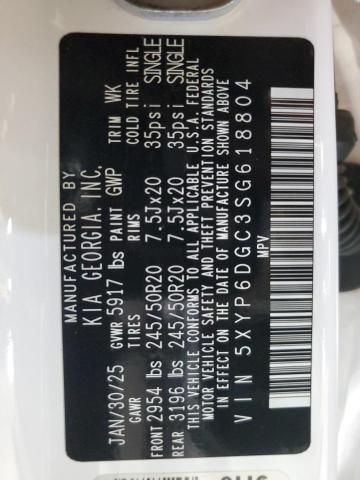 MANUFACTURED BY
KIA GEORGIA, INC.
JAN/30/25 GVWR 5917 lbs PAINT GWP TRIM WK
GAWR TIRES RIMS COLD TIRE INFL
FRONT 2954 lbs 245/50R20 7.5Jx20 35psi SINGLE
REAR 3196 lbs 245/50R20 7.5Jx20 35psi SINGLE
THIS VEHICLE CONFORMS TO ALL APPLICABLE U.S.A. FEDERAL
MOTOR VEHICLE SAFETY AND THEFT PREVENTION STANDARDS
IN EFFECT ON THE DATE OF MANUFACTURE SHOWN ABOVE
VIN 5XYP6DGC3SG618804
MPV